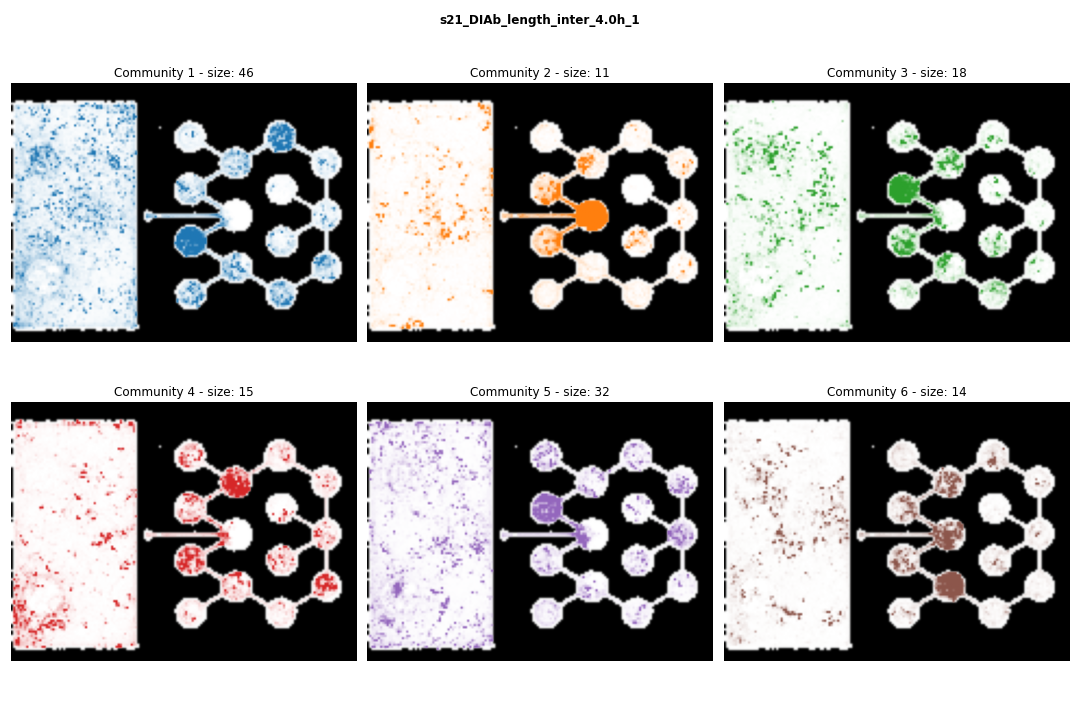 s21_DIAb_length_inter_4.0h_1
Community 1 - size: 46
Community 2 - size: 11
Community 3 - size: 18
Community 4 - size: 15
Community 5 - size: 32
Community 6 - size: 14